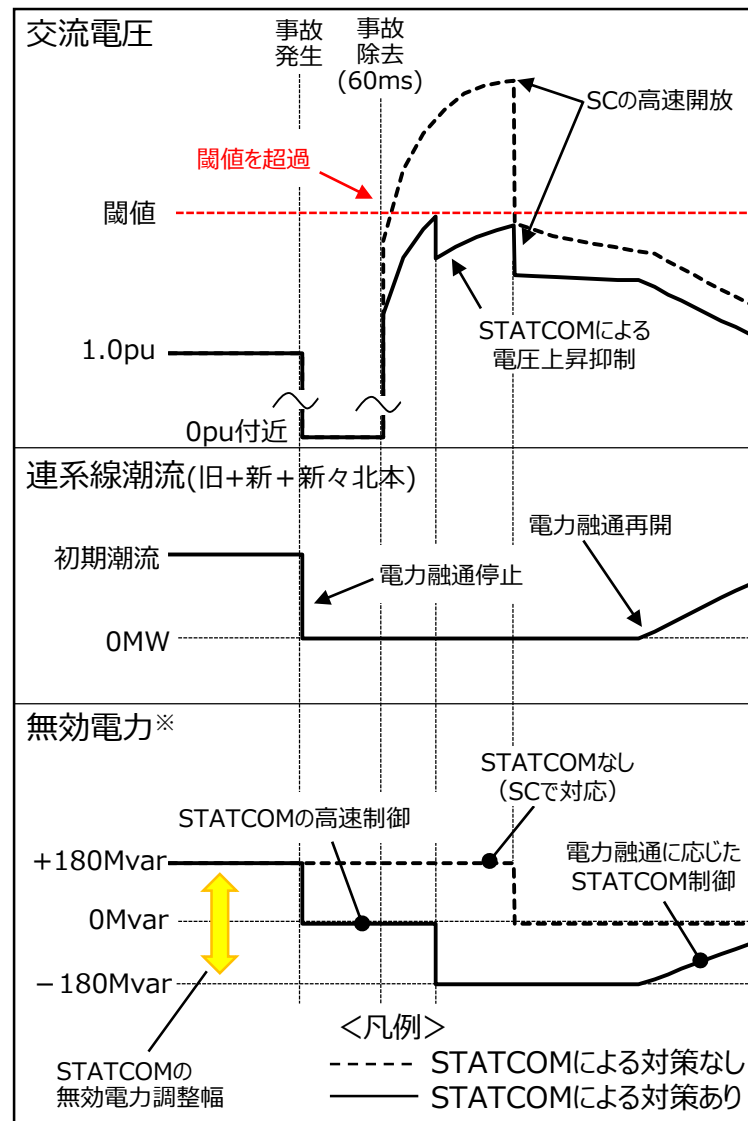 交流電圧
事故
発生
事故
除去
(60ms)
SCの高速開放
閾値を超過
閾値
STATCOMによる
電圧上昇抑制
1.0pu
0pu付近
連系線潮流(旧+新+新々北本)
電力融通再開
初期潮流
電力融通停止
0MW
無効電力※
STATCOMなし
（SCで対応）
STATCOMの高速制御
電力融通に応じた
STATCOM制御
+180Mvar
0Mvar
－180Mvar
＜凡例＞
STATCOMの
無効電力調整幅
STATCOMによる対策なし
STATCOMによる対策あり